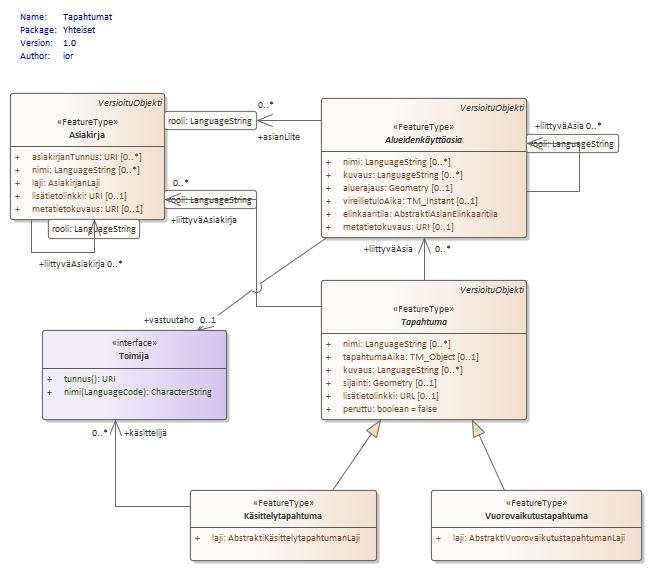 Name: Tapahtumat
Package: Yhteiset
Version: 1.0
Author: ior
VersioituObjekti
«FeatureType»
Asiakirja
+ asiakirjanTunnus: URI [0..*]
+ nimi: LanguageString [0..*]
+ laji: AsiakirjanLaji
+ lisätietolinkki: URI [0..1]
+ metatietokuvaus: URI [0..1]
rooli: LanguageString
0..*
+asianLiite
VersioituObjekti
«FeatureType»
Alueidenkäyttöasia
+ nimi: LanguageString [0..*]
+ kuvaus: LanguageString [0..*]
+ aluerajaus: Geometry [0..1]
+ vireilletuloAika: TM_Instant [0..1]
+ elinkaaritila: AbstraktiAsianElinkaaritila
+ metatietokuvaus: URI [0..1]
+liittyväAsia 0..*
rooli: LanguageString
0..*
rooli: LanguageString
+liittyväAsiakirja
rooli: LanguageString
+liittyväAsiakirja 0..*
+liittyväAsia 0..*
+vastuutaho 0..1
VersioituObjekti
«FeatureType»
Tapahtuma
+ nimi: LanguageString [0..*]
+ tapahtumaAika: TM_Object [0..1]
+ kuvaus: LanguageString [0..*]
+ sijainti: Geometry [0..1]
+ lisätietolinkki: URL [0..1]
+ peruttu: boolean = false
«interface»
Toimija
+ tunnus(): URI
+ nimi(LanguageCode): CharacterString
0..* +käsittelijä
«FeatureType»
Käsittelytapahtuma
+ laji: AbstraktiKäsittelytapahtumanLaji
«FeatureType»
Vuorovaikutustapahtuma
+ laji: AbstraktiVuorovaikutustapahtumanLaji